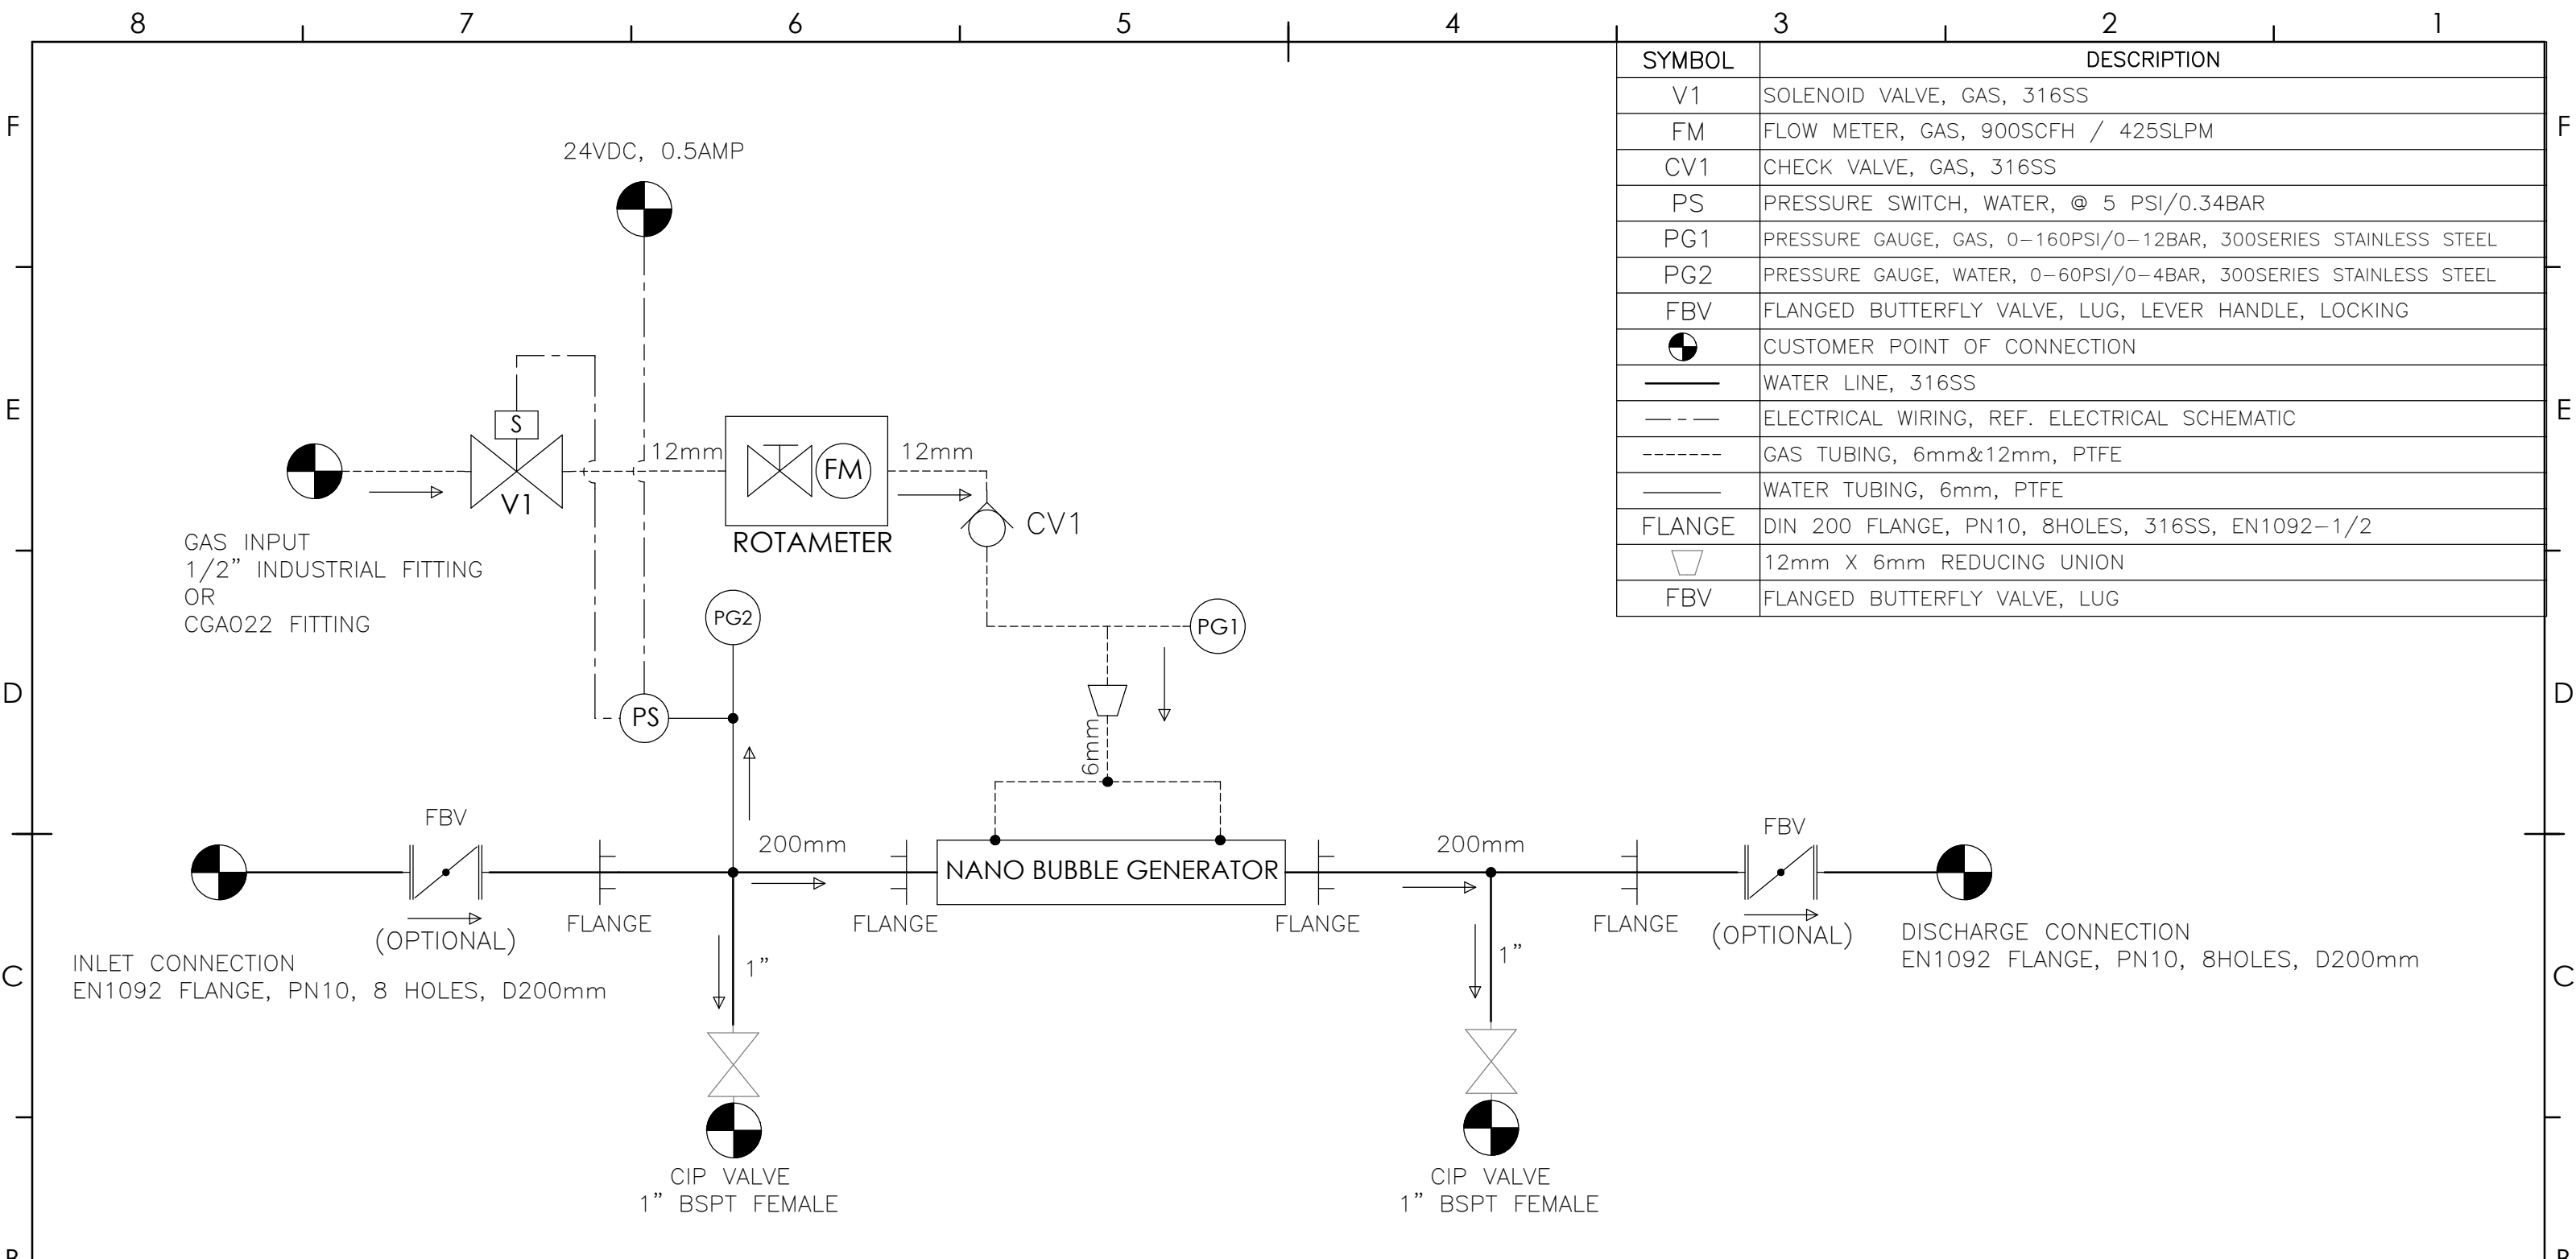 8 7 6 5 4 3 2 1
SYMBOL DESCRIPTION
V1 SOLENOID VALVE, GAS, 316SS
FM FLOW METER, GAS, 900SCFH / 425SLPM
CV1 CHECK VALVE, GAS, 316SS
PS PRESSURE SWITCH, WATER, @ 5 PSI/0.34BAR
PG1 PRESSURE GAUGE, GAS, 0-160PSI/0-12BAR, 300SERIES STAINLESS STEEL
PG2 PRESSURE GAUGE, WATER, 0-60PSI/0-4BAR, 300SERIES STAINLESS STEEL
FBV FLANGED BUTTERFLY VALVE, LUG, LEVER HANDLE, LOCKING
CUSTOMER POINT OF CONNECTION
WATER LINE, 316SS
ELECTRICAL WIRING, REF. ELECTRICAL SCHEMATIC
GAS TUBING, 6mm&12mm, PTFE
WATER TUBING, 6mm, PTFE
FLANGE DIN 200 FLANGE, PN10, 8HOLES, 316SS, EN1092-1/2
12mm X 6mm REDUCING UNION
FBV FLANGED BUTTERFLY VALVE, LUG
F F
24VDC, 0.5AMP
E E
S
V1
12mm
FM
12mm
ROTAMETER
CV1
GAS INPUT
1/2" INDUSTRIAL FITTING
OR
CGA022 FITTING
PG2
PG1
D D
PS
6mm
FBV
200mm
NANO BUBBLE GENERATOR
200mm
FBV
FLANGE
FLANGE
FLANGE
FLANGE
(OPTIONAL)
(OPTIONAL)
INLET CONNECTION
EN1092 FLANGE, PN10, 8 HOLES, D200mm
DISCHARGE CONNECTION
EN1092 FLANGE, PN10, 8HOLES, D200mm
C C
1"
1"
CIP VALVE
1" BSPT FEMALE
CIP VALVE
1" BSPT FEMALE